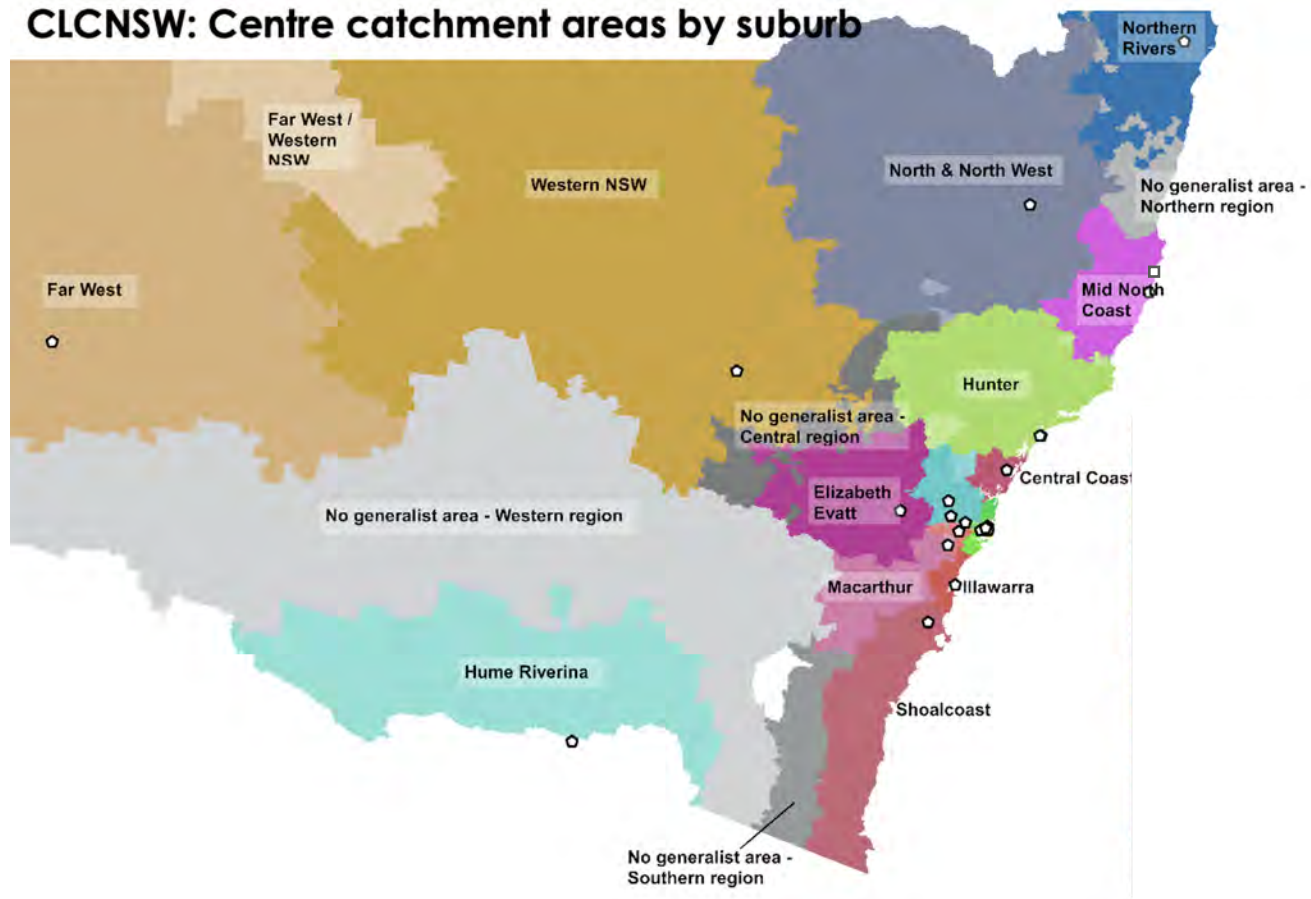 CLCNSW: Centre catchment areas by suburb
Northern
Rivers
Far West /
Western
NSW
North & North West
Western NSW
No generalist area -
Northern region
Far West
Mid North
Coast
Hunter
No generalist area -
Central region
Central Coast
Elizabeth
Evatt
No generalist area - Western region
Macarthur
Illawarra
Hume Riverina
Shoalcoast
No generalist area -
Southern region